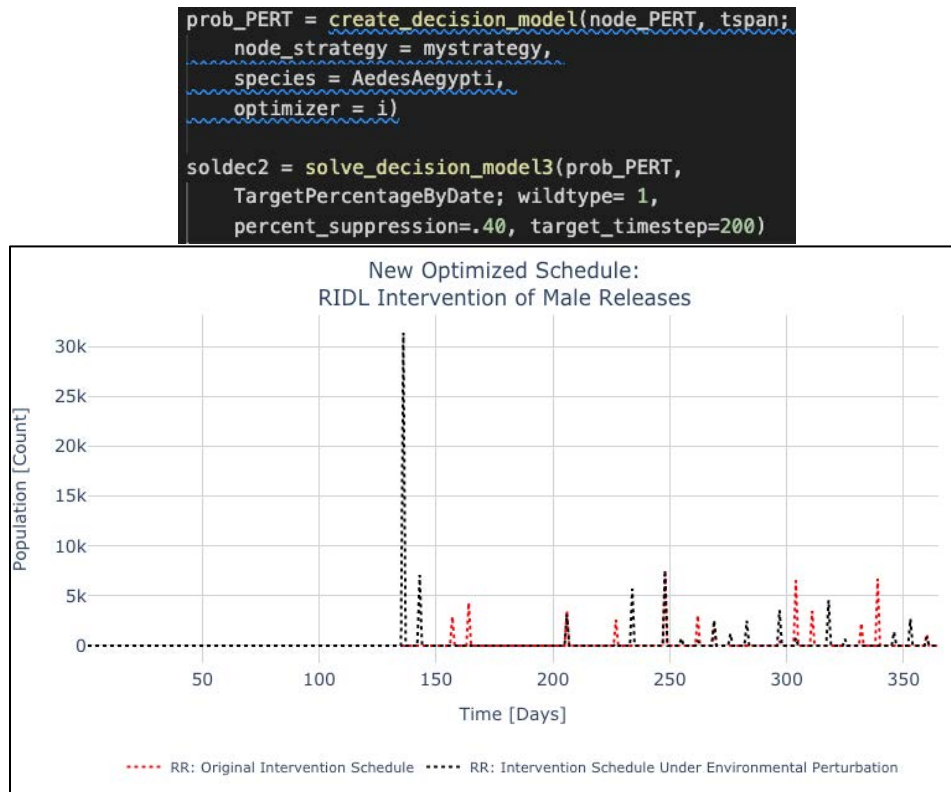 prob_PERT = create_decision_model(node_PERT, tspan;
node_strategy = mystrategy,
species = AedesAegypti,
optimizer = i)
soldec2 = solve_decision_model3(prob_PERT,
TargetPercentageByDate; wildtype= 1,
percent_suppression=.40, target_timestep=200)
New Optimized Schedule:
RIDL Intervention of Male Releases
Population [Count]
30k
25k
20k
15k
10k
5k
0
50 100 150 200 250 300 350
Time [Days]
RR: Original Intervention Schedule RR: Intervention Schedule Under Environmental Perturbation